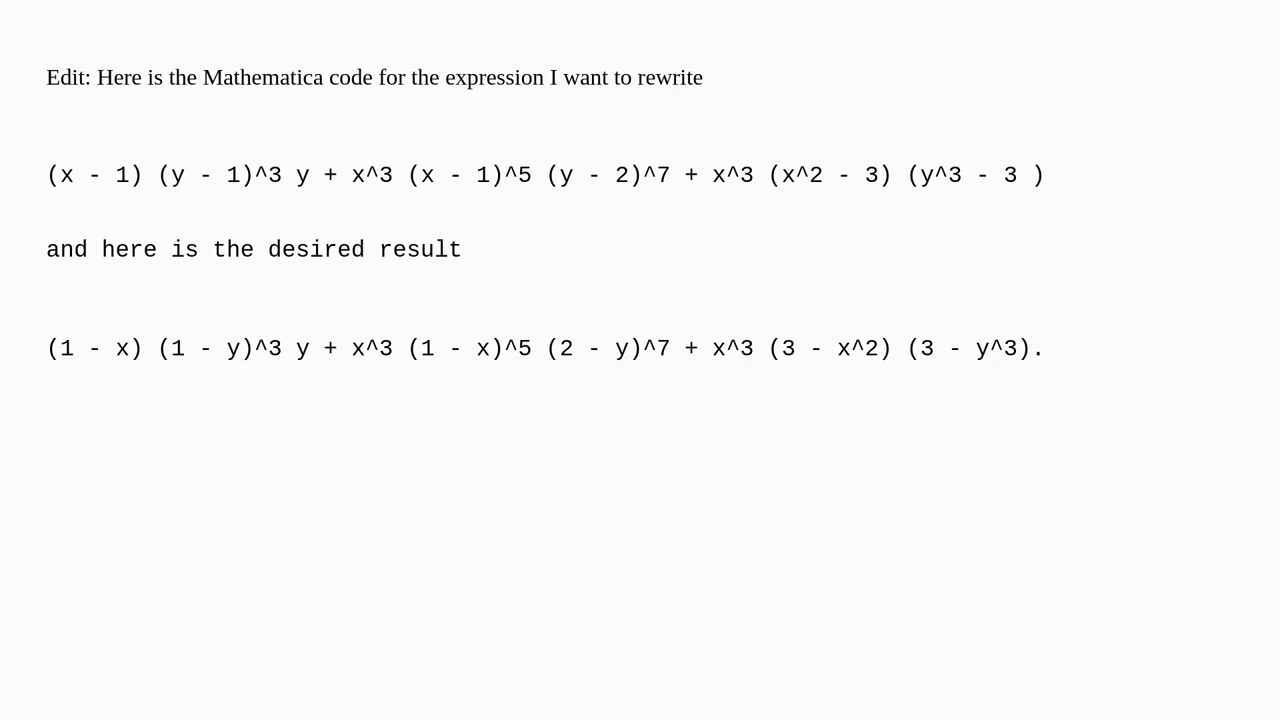 Edit: Here is the Mathematica code for the expression I want to rewrite
(x - 1) (y - 1)^3 y + x^3 (x - 1)^5 (y - 2)^7 + x^3 (x^2 - 3) (y^3 - 3 )
and here is the desired result
(1 - x) (1 - y)^3 y + x^3 (1 - x)^5 (2 - y)^7 + x^3 (3 - x^2) (3 - y^3).